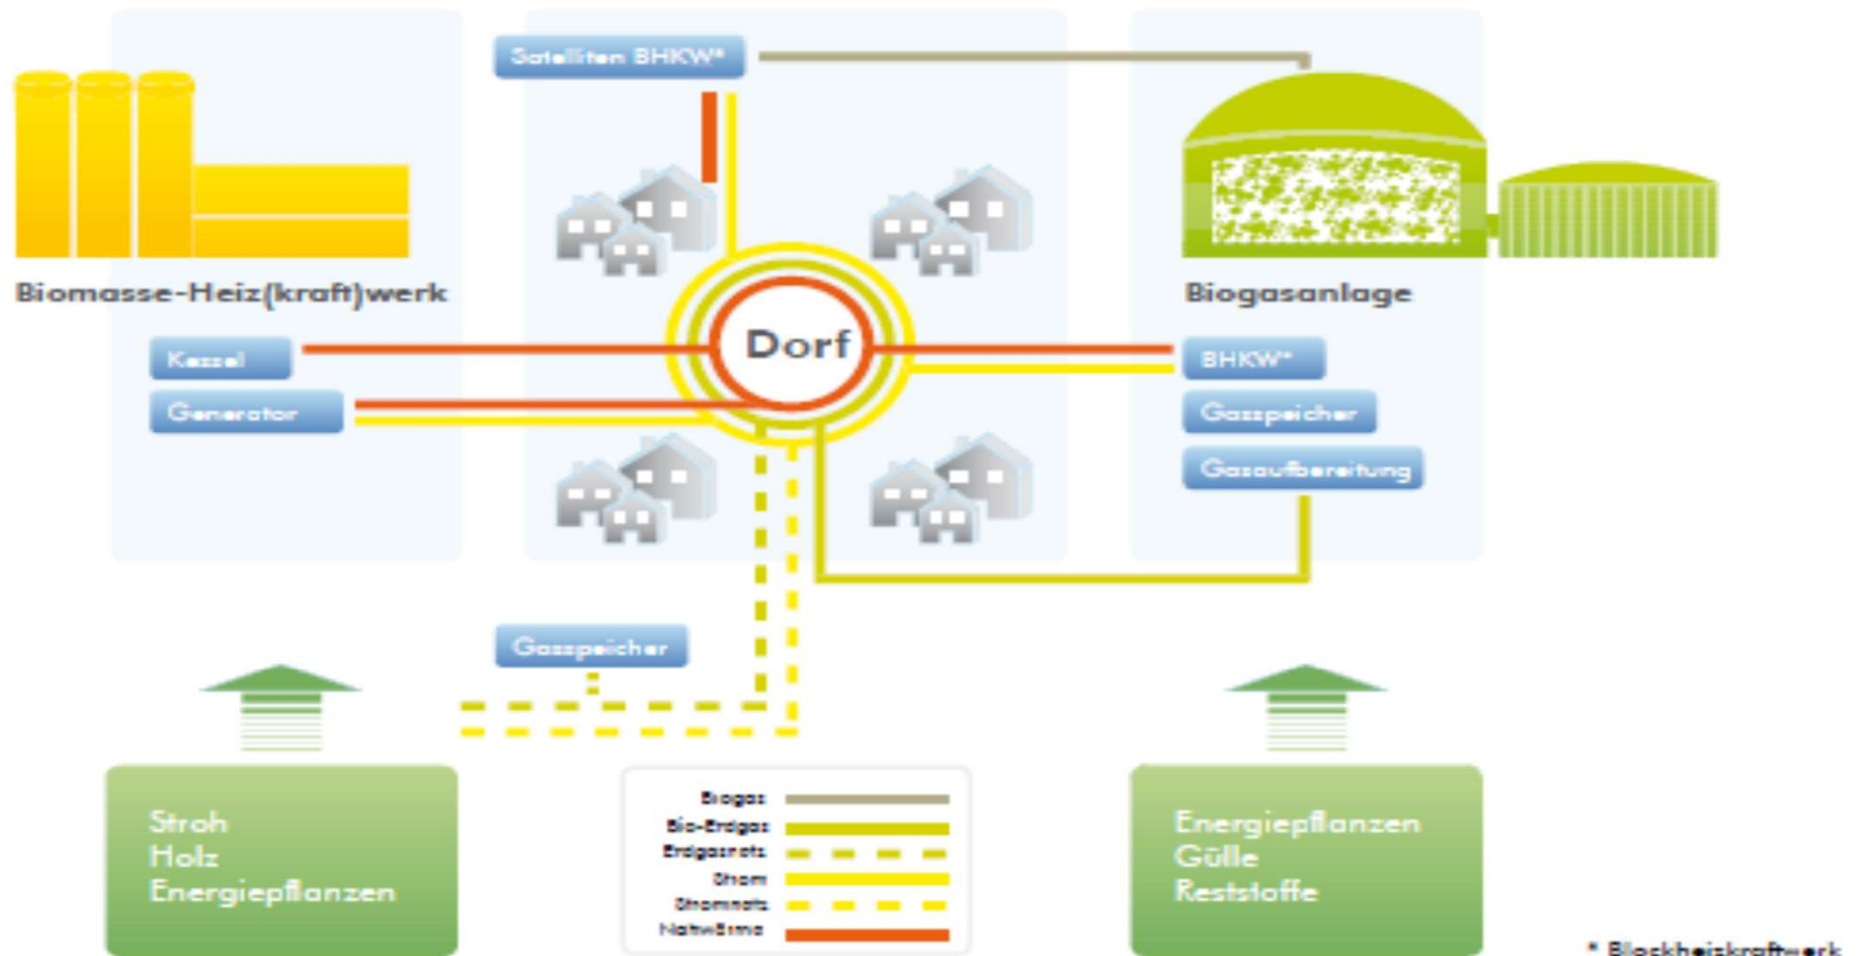 Satelliten BHKW*
Biomasse-Heiz(kraft)werk
Kessel
Generator
Dorf
Biogasanlage
BHKW*
Gasspeicher
Gasaufbereitung
Gasspeicher
Stroh
Holz
Energiepflanzen
Biogas
Bio-Erdgas
Erdgasnetz
Strom
Stromnetz
Nahwärme
Energiepflanzen
Gülle
Reststoffe
* Blockheizkraftwerk